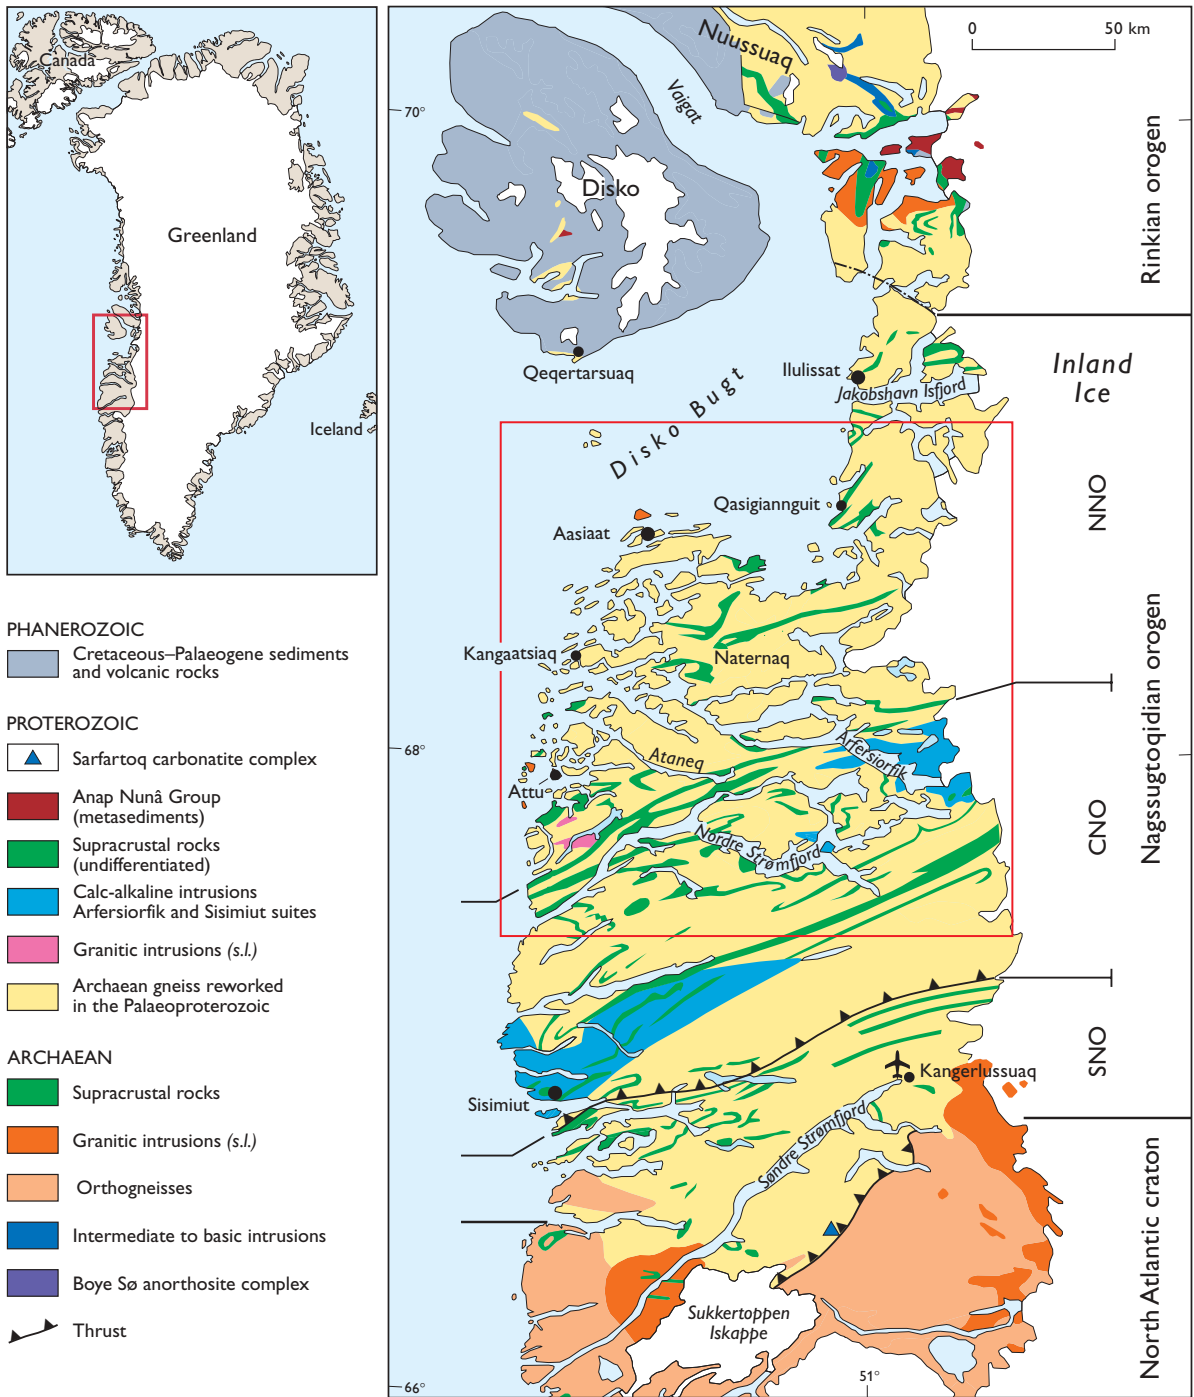 Canada
Greenland
Iceland
PHANEROZOIC
Cretaceous–Palaeogene sediments
and volcanic rocks
PROTEROZOIC
Sarfartoq carbonatite complex
Anap Nunâ Group
(metasediments)
Supracrustal rocks
(undifferentiated)
Calc-alkaline intrusions
Arfersiorfik and Sisimiut suites
Granitic intrusions (s.l.)
Archaean gneiss reworked
in the Palaeoproterozoic
ARCHAEAN
Supracrustal rocks
Granitic intrusions (s.l.)
Orthogneisses
Intermediate to basic intrusions
Boye Sø anorthosite complex
Thrust
0 50 km
Nuussuaq
Vaigat
70°
Disko
Rinkian orogen
Qeqertarsuaq
Ilulissat
Jakobshavn Isfjord
Inland
Ice
Disko Bugt
NNO
Qasigiannguit
Aasiaat
Kangaatsiaq
Naternaq
Nagssugtoqidian orogen
68°
Ataneq
Arfersiorfik
Attu
Nordre Strømfjord
CNO
SNO
Kangerlussuaq
Sisimiut
Søndre Strømfjord
North Atlantic craton
Sukkertoppen
Iskappe
66°
51°